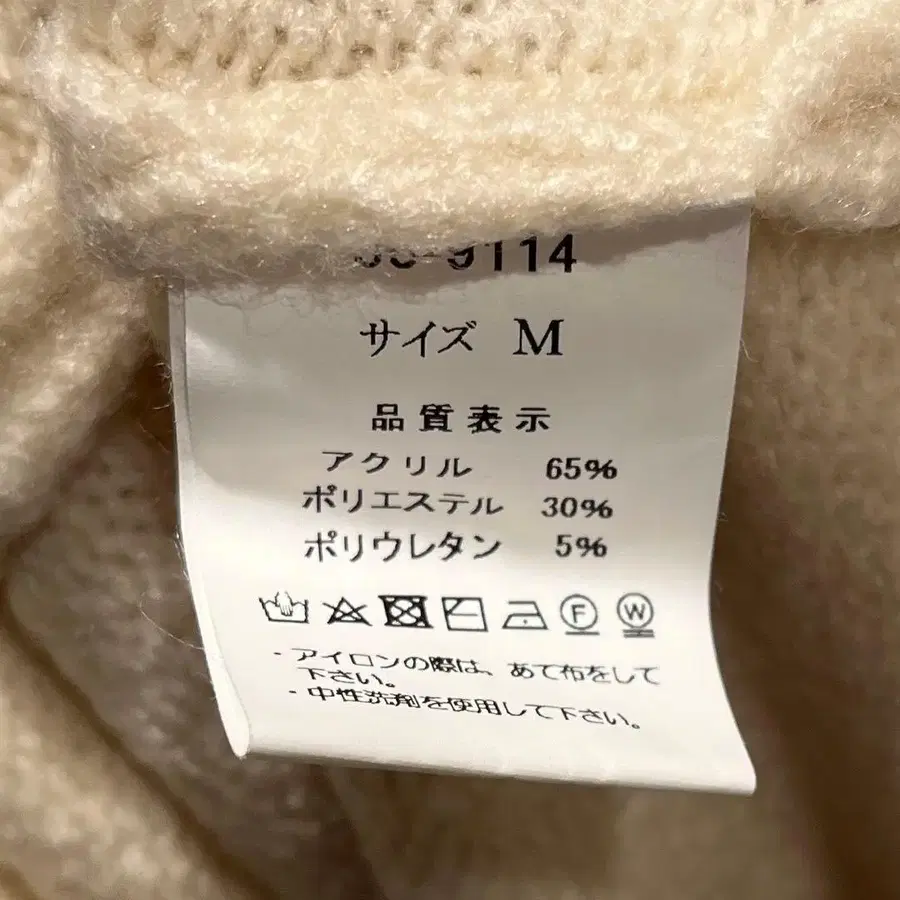 9114
サイズ M
品質表示
アクリル 65%
ポリエステル 30%
ポリウレタン 5%
F W
- アイロンの際は、あて布をして
下さい。
- 中性洗剤を使用して下さい。